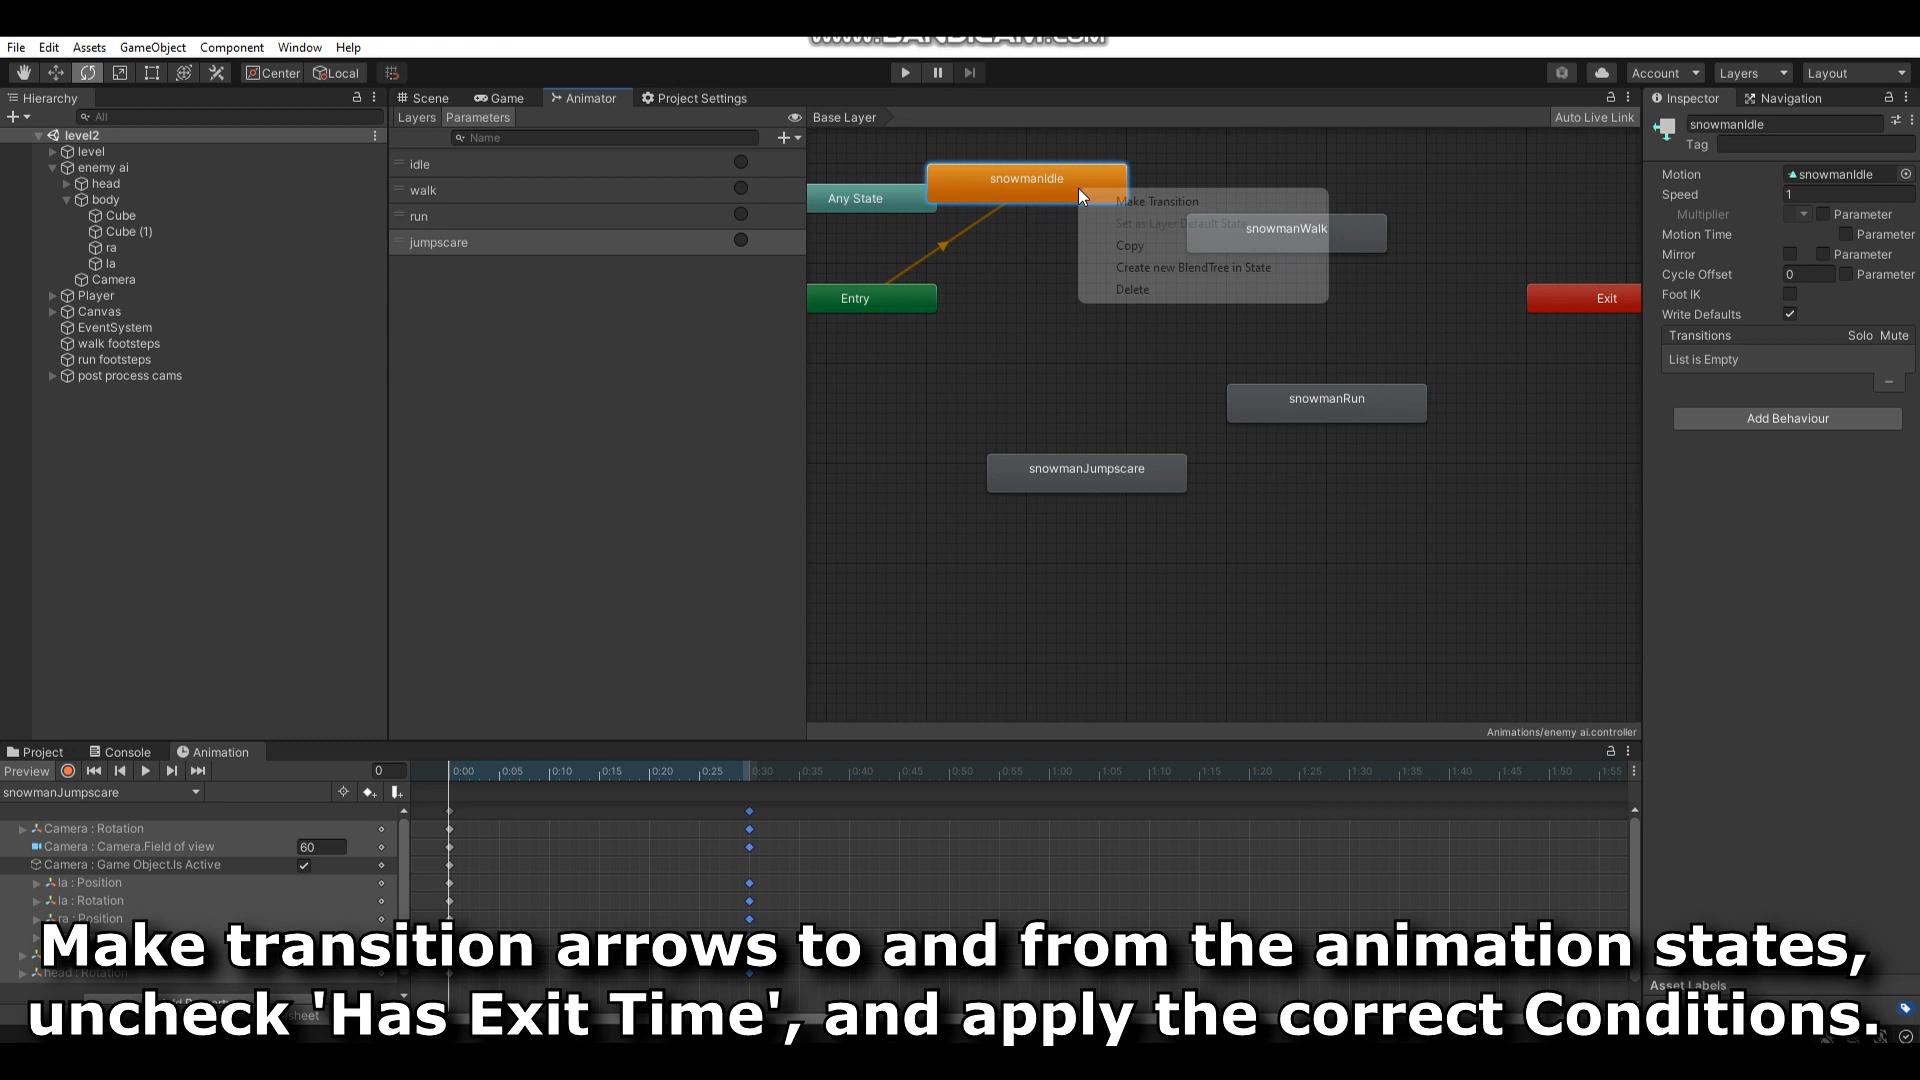 www.BANDICAM.com
File Edit Assets GameObject Component Window Help
Center Local Account Layers Layout
Hierarchy
All
level2
level
enemy ai
head
body
Cube
Cube (1)
ra
la
Camera
Player
Canvas
EventSystem
walk footsteps
run footsteps
post process cams
Scene Game Animator Project Settings
Layers Parameters
Name
idle
walk
run
jumpscare
Base Layer Auto Live Link
snowmanIdle
Any State
Make Transition
Set as Layer Default State
Copy
Create new BlendTree in State
Delete
snowmanWalk
Entry
Exit
snowmanRun
snowmanJumpscare
Animations/enemy ai.controller
Inspector Navigation
snowmanIdle
Tag
Motion snowmanIdle
Speed 1
Multiplier Parameter
Motion Time Parameter
Mirror Parameter
Cycle Offset 0 Parameter
Foot IK
Write Defaults
Transitions Solo Mute
List is Empty
Add Behaviour
Project Console Animation
Preview 0
0:00 0:05 0:10 0:15 0:20 0:25 0:30 0:35 0:40 0:45 0:50 0:55 1:00 1:05 1:10 1:15 1:20 1:25 1:30 1:35 1:40 1:45 1:50 1:55
snowmanJumpscare
Camera : Rotation
Camera : Camera.Field of view 60
Camera : Game Object.Is Active
la : Position
la : Rotation
ra : Position
head : Rotation
Asset Labels
Make transition arrows to and from the animation states,
uncheck 'Has Exit Time', and apply the correct Conditions.